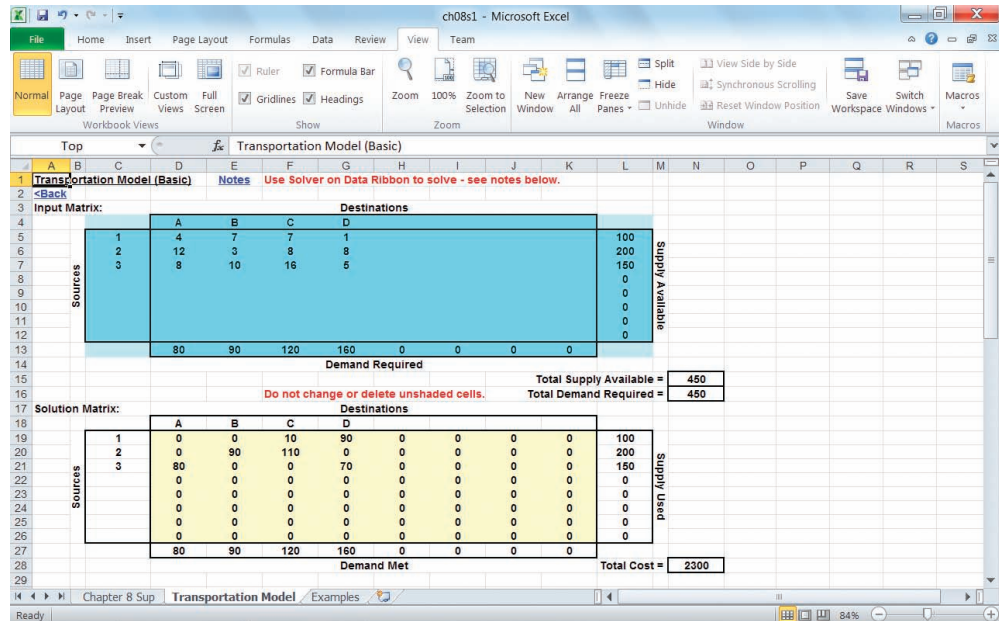 ch08s1 - Microsoft Excel
File Home Insert Page Layout Formulas Data Review View Team
Normal Page Layout Page Break Preview Custom Views Full Screen
Workbook Views
Ruler Formula Bar
Gridlines Headings
Show
Zoom 100% Zoom to Selection
Zoom
New Window Arrange All Freeze Panes
Split
Hide
Unhide
View Side by Side
Synchronous Scrolling
Reset Window Position
Window
Save Workspace Switch Windows
Macros
Macros
Top fx Transportation Model (Basic)
A B C D E F G H I J K L M N O P Q R S
1 Transportation Model (Basic) Notes Use Solver on Data Ribbon to solve - see notes below.
2 <Back
3 Input Matrix: Destinations
4 A B C D
5 1 4 7 7 1 100
6 2 12 3 8 8 200
7 3 8 10 16 5 150
8 0
9 0
10 0
11 0
12 0
Sources
Supply Available
13 80 90 120 160 0 0 0 0
14 Demand Required
15 Total Supply Available = 450
16 Do not change or delete unshaded cells. Total Demand Required = 450
17 Solution Matrix: Destinations
18 A B C D
19 1 0 0 10 90 0 0 0 0 100
20 2 0 90 110 0 0 0 0 0 200
21 3 80 0 0 70 0 0 0 0 150
22 0 0 0 0 0 0 0 0 0
23 0 0 0 0 0 0 0 0 0
24 0 0 0 0 0 0 0 0 0
25 0 0 0 0 0 0 0 0 0
26 0 0 0 0 0 0 0 0 0
Sources
Supply Used
27 80 90 120 160 0 0 0 0
28 Demand Met Total Cost = 2300
29
Chapter 8 Sup Transportation Model Examples
Ready 84%